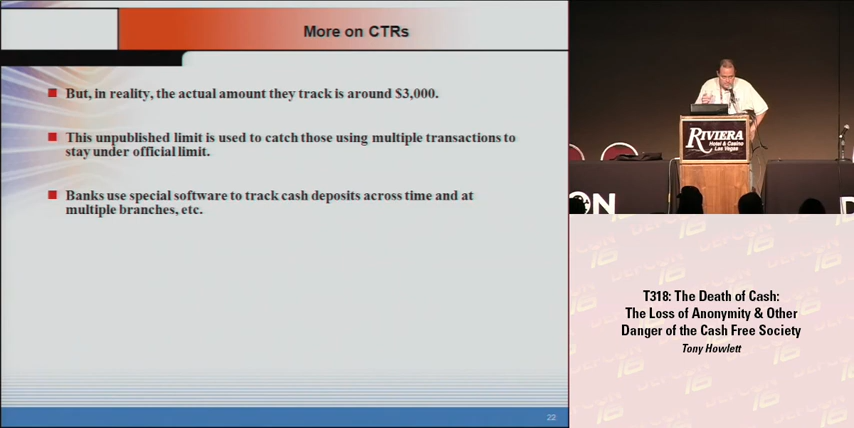 More on CTRs
But, in reality, the actual amount they track is around $3,000.
This unpublished limit is used to catch those using multiple transactions to
stay under official limit.
Banks use special software to track cash deposits across time and at
multiple branches, etc.
22
RIVIERA
Hotel & Casino
Las Vegas
ON
D
DEFCON
16
T318: The Death of Cash:
The Loss of Anonymity & Other
Danger of the Cash Free Society
Tony Howlett